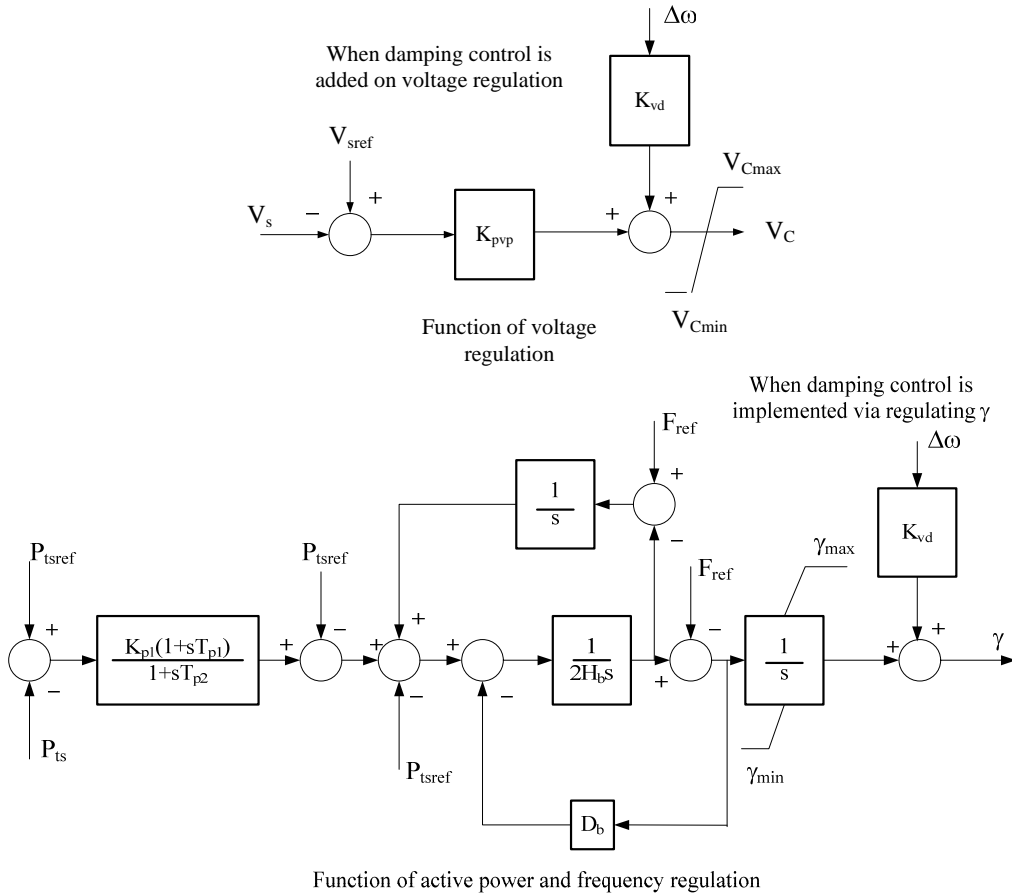 Δω
When damping control is
added on voltage regulation
K_vd
V_sref
V_Cmax
+
+
−
V_s
+
K_pvp
V_C
V_Cmin
Function of voltage
regulation
When damping control is
implemented via regulating γ
F_ref
Δω
+
1
s
−
K_vd
P_tsref
P_tsref
F_ref
γ_max
+
K_p1(1+sT_p1)
1+sT_p2
+
−
+
+
−
+
−
1
2H_bs
+
−
1
s
+
+
γ
−
−
P_ts
P_tsref
γ_min
D_b
Function of active power and frequency regulation